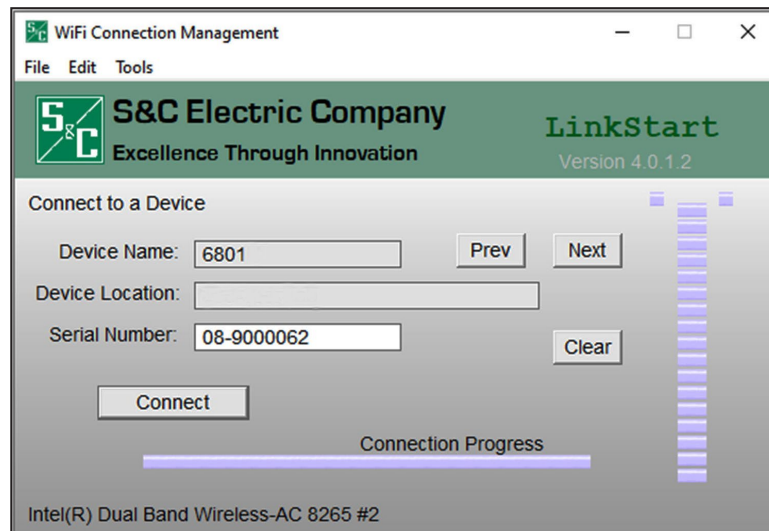 S&C WiFi Connection Management
File Edit Tools
S&C S&C Electric Company
Excellence Through Innovation
LinkStart
Version 4.0.1.2
Connect to a Device
Device Name: 6801 Prev Next
Device Location:
Serial Number: 08-9000062
Clear
Connect
Connection Progress
Intel(R) Dual Band Wireless-AC 8265 #2